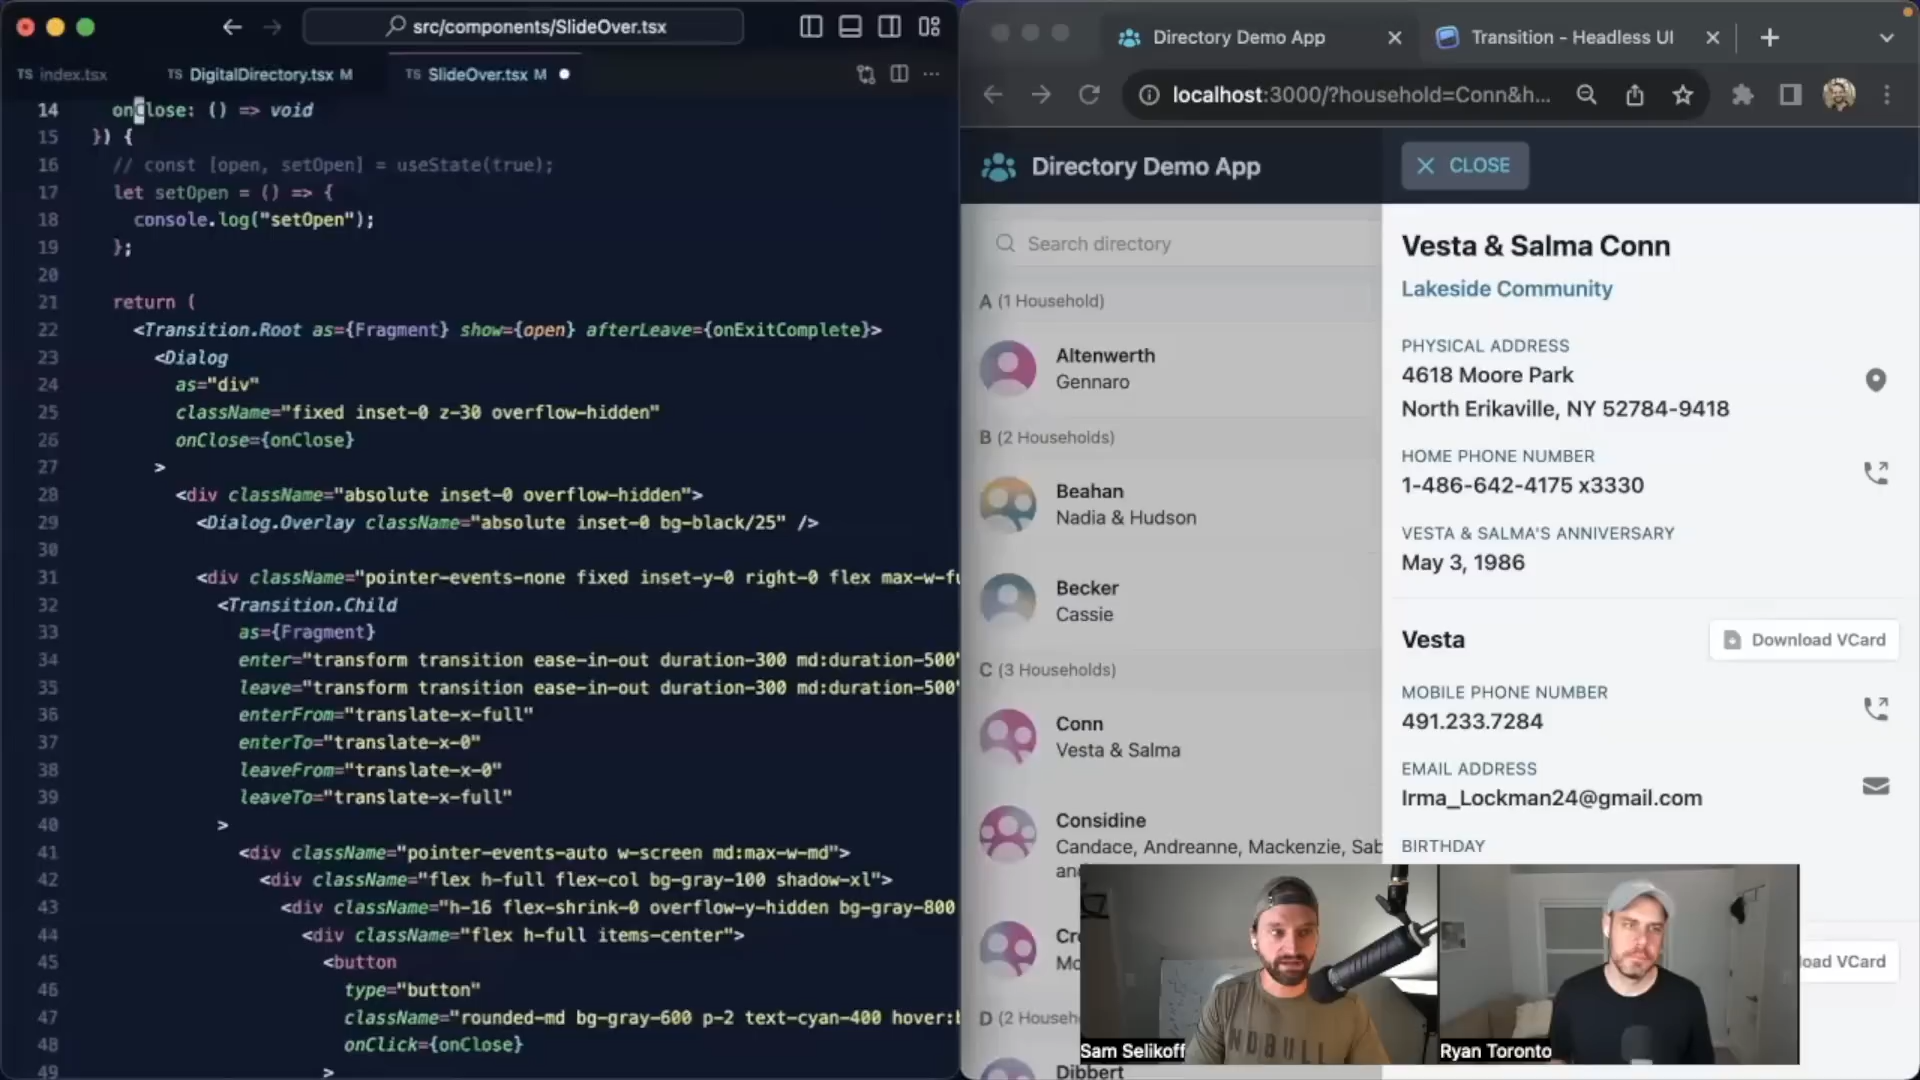 src/components/SlideOver.tsx
TS index.tsx
TS DigitalDirectory.tsx M
TS SlideOver.tsx M
14 onClose: () => void
15 }) {
16 // const [open, setOpen] = useState(true);
17 let setOpen = () => {
18 console.log("setOpen");
19 };
20
21 return (
22 <Transition.Root as={Fragment} show={open} afterLeave={onExitComplete}>
23 <Dialog
24 as="div"
25 className="fixed inset-0 z-30 overflow-hidden"
26 onClose={onClose}
27 >
28 <div className="absolute inset-0 overflow-hidden">
29 <Dialog.Overlay className="absolute inset-0 bg-black/25" />
30
31 <div className="pointer-events-none fixed inset-y-0 right-0 flex max-w-fu
32 <Transition.Child
33 as={Fragment}
34 enter="transform transition ease-in-out duration-300 md:duration-500"
35 leave="transform transition ease-in-out duration-300 md:duration-500"
36 enterFrom="translate-x-full"
37 enterTo="translate-x-0"
38 leaveFrom="translate-x-0"
39 leaveTo="translate-x-full"
40 >
41 <div className="pointer-events-auto w-screen md:max-w-md">
42 <div className="flex h-full flex-col bg-gray-100 shadow-xl">
43 <div className="h-16 flex-shrink-0 overflow-y-hidden bg-gray-800
44 <div className="flex h-full items-center">
45 <button
46 type="button"
47 className="rounded-md bg-gray-600 p-2 text-cyan-400 hover:b
48 onClick={onClose}
49 >
Directory Demo App
Transition - Headless UI
localhost:3000/?household=Conn&h...
Directory Demo App
CLOSE
Search directory
A (1 Household)
Altenwerth
Gennaro
B (2 Households)
Beahan
Nadia & Hudson
Becker
Cassie
C (3 Households)
Conn
Vesta & Salma
Considine
Candace, Andreanne, Mackenzie, Sab
an
Cr
Mo
D (2 Househ
Dibbert
Vesta & Salma Conn
Lakeside Community
PHYSICAL ADDRESS
4618 Moore Park
North Erikaville, NY 52784-9418
HOME PHONE NUMBER
1-486-642-4175 x3330
VESTA & SALMA'S ANNIVERSARY
May 3, 1986
Vesta
Download VCard
MOBILE PHONE NUMBER
491.233.7284
EMAIL ADDRESS
Irma_Lockman24@gmail.com
BIRTHDAY
load VCard
NDBULL
Sam Selikoff
Ryan Toronto